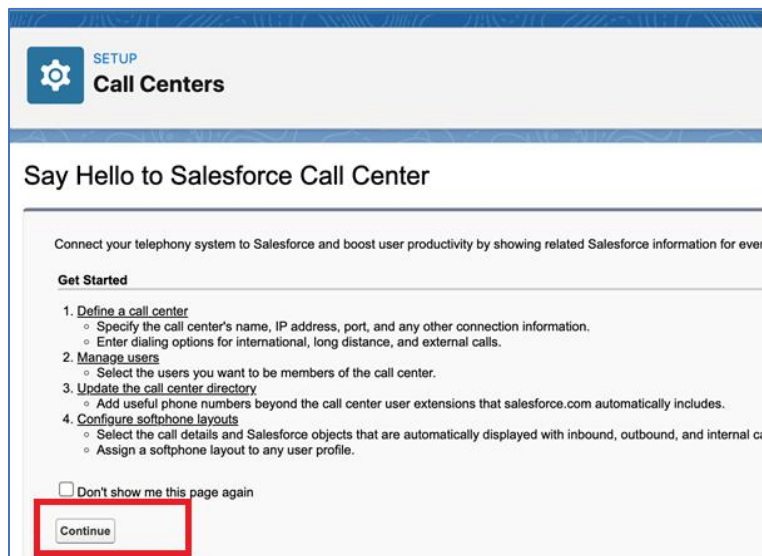 SETUP
Call Centers
Say Hello to Salesforce Call Center
Connect your telephony system to Salesforce and boost user productivity by showing related Salesforce information for
Get Started
1. Define a call center
◦ Specify the call center's name, IP address, port, and any other connection information.
◦ Enter dialing options for international, long distance, and external calls.
2. Manage users
◦ Select the users you want to be members of the call center.
3. Update the call center directory
◦ Add useful phone numbers beyond the call center user extensions that salesforce.com automatically includes.
4. Configure softphone layouts
◦ Select the call details and Salesforce objects that are automatically displayed with inbound, outbound, and internal
◦ Assign a softphone layout to any user profile.
Don't show me this page again
Continue